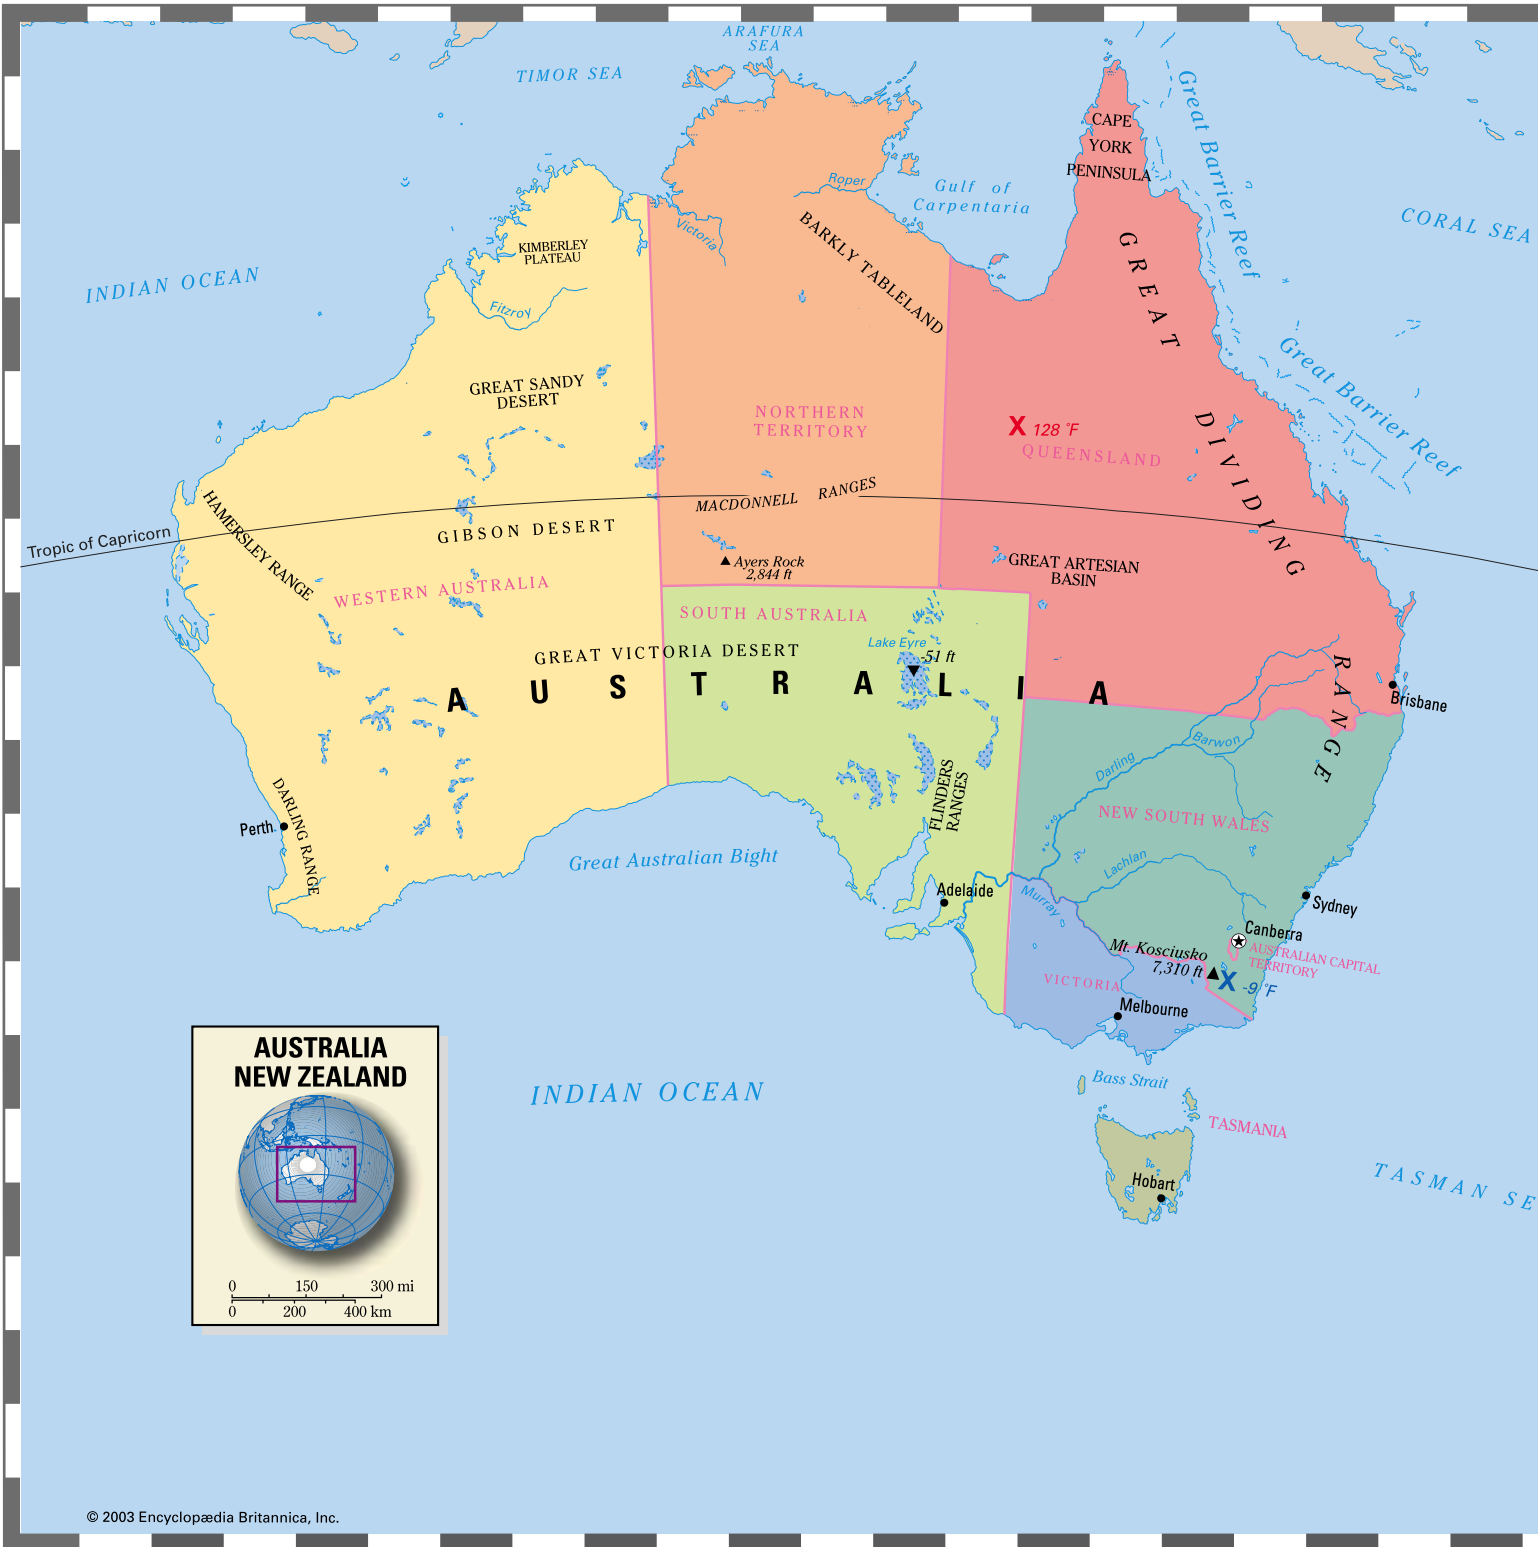 ARAFURA
SEA
TIMOR SEA
Great Barrier Reef
CAPE
YORK
PENINSULA
Roper
Gulf of
Carpentaria
CORAL SEA
Victoria
BARKLY TABLELAND
KIMBERLEY
PLATEAU
GREAT DIVIDING RANGE
INDIAN OCEAN
Fitzroy
Great Barrier Reef
GREAT SANDY
DESERT
NORTHERN
TERRITORY
X 128 °F
QUEENSLAND
MACDONNELL RANGES
HAMERSLEY RANGE
Tropic of Capricorn
GIBSON DESERT
Ayers Rock
2,844 ft
GREAT ARTESIAN
BASIN
WESTERN AUSTRALIA
SOUTH AUSTRALIA
Lake Eyre
-51 ft
GREAT VICTORIA DESERT
AUSTRALIA
Brisbane
Barwon
Darling
FLINDERS
RANGES
NEW SOUTH WALES
DARLING RANGE
Perth
Great Australian Bight
Lachlan
Adelaide
Murray
Sydney
Canberra
AUSTRALIAN CAPITAL
TERRITORY
Mt. Kosciusko
7,310 ft
X -9 °F
VICTORIA
Melbourne
Bass Strait
INDIAN OCEAN
TASMANIA
Hobart
TASMAN SE
AUSTRALIA
NEW ZEALAND
0 150 300 mi
0 200 400 km
© 2003 Encyclopædia Britannica, Inc.